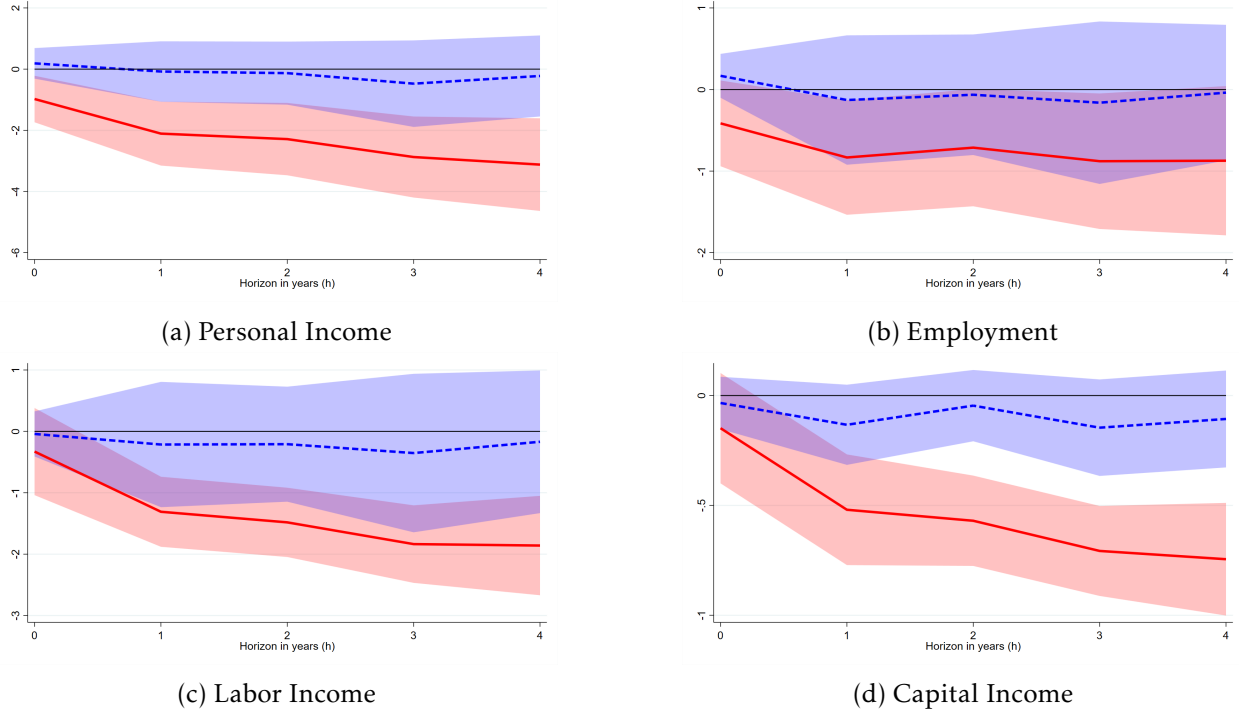 2
0
-2
-4
-6
0 1 2 3 4
Horizon in years (h)
(a) Personal Income
1
0
-1
-2
0 1 2 3 4
Horizon in years (h)
(b) Employment
1
0
-1
-2
-3
0 1 2 3 4
Horizon in years (h)
(c) Labor Income
0
-.5
-1
0 1 2 3 4
Horizon in years (h)
(d) Capital Income